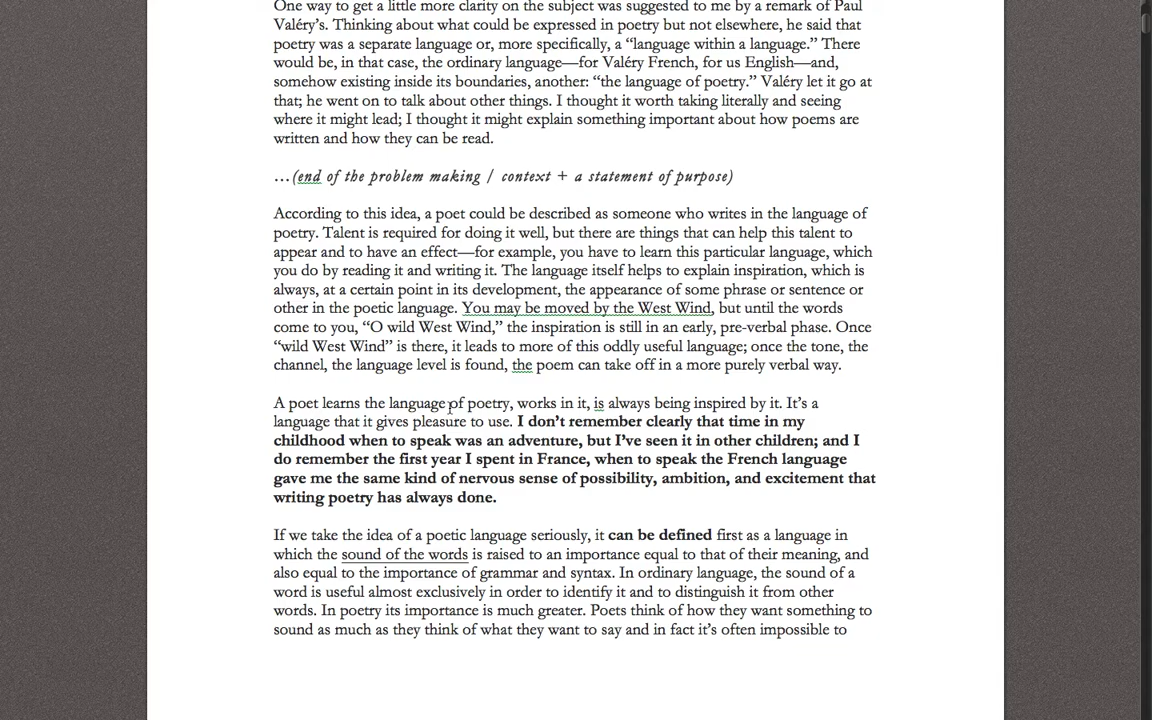 One way to get a little more clarity on the subject was suggested to me by a remark of Paul
Valéry’s. Thinking about what could be expressed in poetry but not elsewhere, he said that
poetry was a separate language or, more specifically, a “language within a language.” There
would be, in that case, the ordinary language—for Valéry French, for us English—and,
somehow existing inside its boundaries, another: “the language of poetry.” Valéry let it go at
that; he went on to talk about other things. I thought it worth taking literally and seeing
where it might lead; I thought it might explain something important about how poems are
written and how they can be read.
…(end of the problem making / context + a statement of purpose)
According to this idea, a poet could be described as someone who writes in the language of
poetry. Talent is required for doing it well, but there are things that can help this talent to
appear and to have an effect—for example, you have to learn this particular language, which
you do by reading it and writing it. The language itself helps to explain inspiration, which is
always, at a certain point in its development, the appearance of some phrase or sentence or
other in the poetic language. You may be moved by the West Wind, but until the words
come to you, “O wild West Wind,” the inspiration is still in an early, pre-verbal phase. Once
“wild West Wind” is there, it leads to more of this oddly useful language; once the tone, the
channel, the language level is found, the poem can take off in a more purely verbal way.
A poet learns the language of poetry, works in it, is always being inspired by it. It’s a
language that it gives pleasure to use. I don’t remember clearly that time in my
childhood when to speak was an adventure, but I’ve seen it in other children; and I
do remember the first year I spent in France, when to speak the French language
gave me the same kind of nervous sense of possibility, ambition, and excitement that
writing poetry has always done.
If we take the idea of a poetic language seriously, it can be defined first as a language in
which the sound of the words is raised to an importance equal to that of their meaning, and
also equal to the importance of grammar and syntax. In ordinary language, the sound of a
word is useful almost exclusively in order to identify it and to distinguish it from other
words. In poetry its importance is much greater. Poets think of how they want something to
sound as much as they think of what they want to say and in fact it’s often impossible to